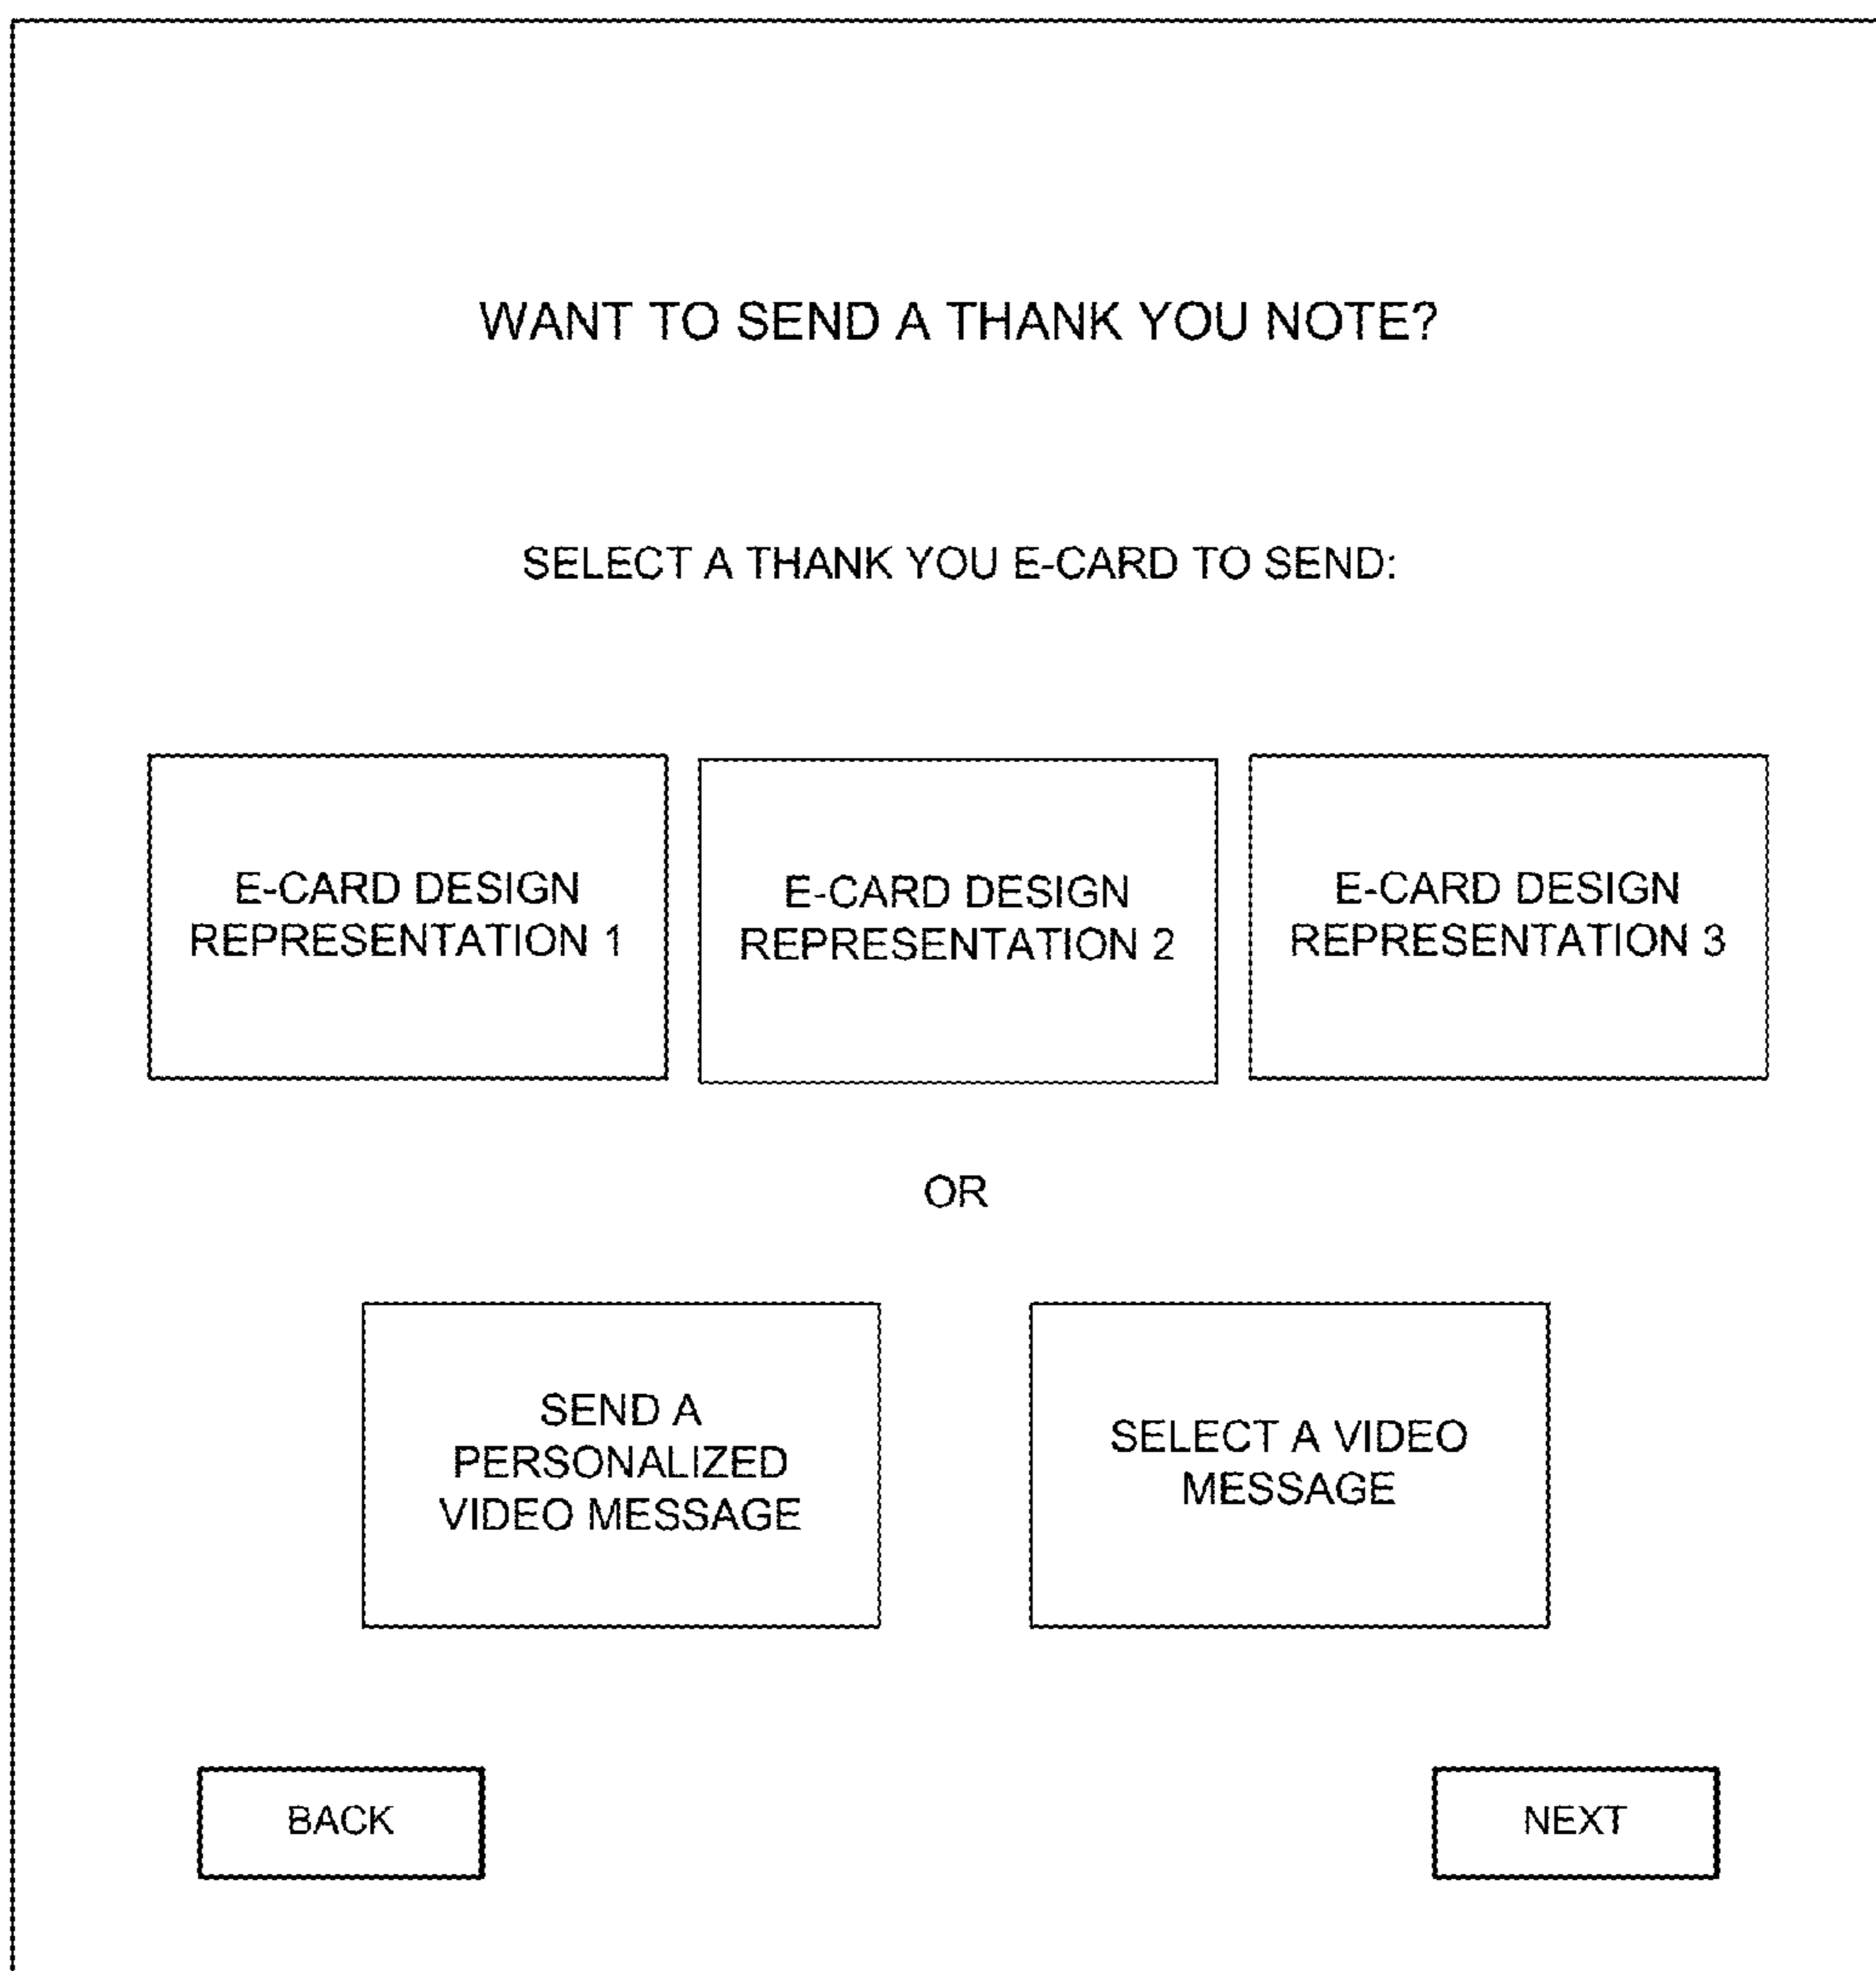 WANT TO SEND A THANK YOU NOTE?
SELECT A THANK YOU E-CARD TO SEND:
E-CARD DESIGN
REPRESENTATION 1
E-CARD DESIGN
REPRESENTATION 2
E-CARD DESIGN
REPRESENTATION 3
OR
SEND A
PERSONALIZED
VIDEO MESSAGE
SELECT A VIDEO
MESSAGE
BACK
NEXT